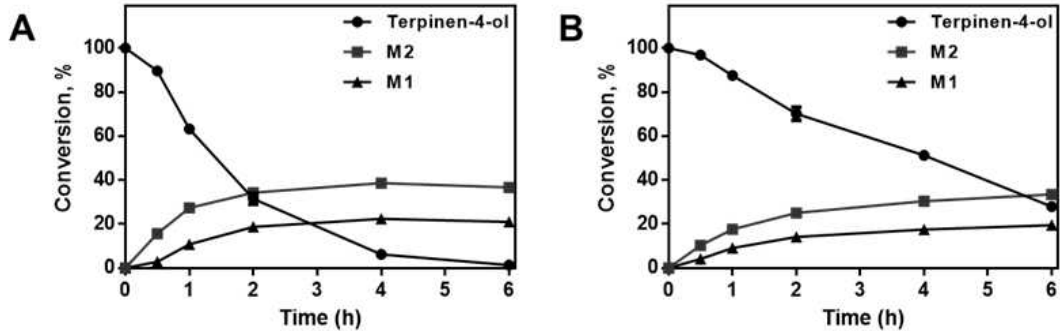 A
Terpinen-4-ol
M2
M1
Conversion, %
100
80
60
40
20
0
0 1 2 3 4 5 6
Time (h)
B
Terpinen-4-ol
M2
M1
Conversion, %
100
80
60
40
20
0
0 1 2 3 4 5 6
Time (h)